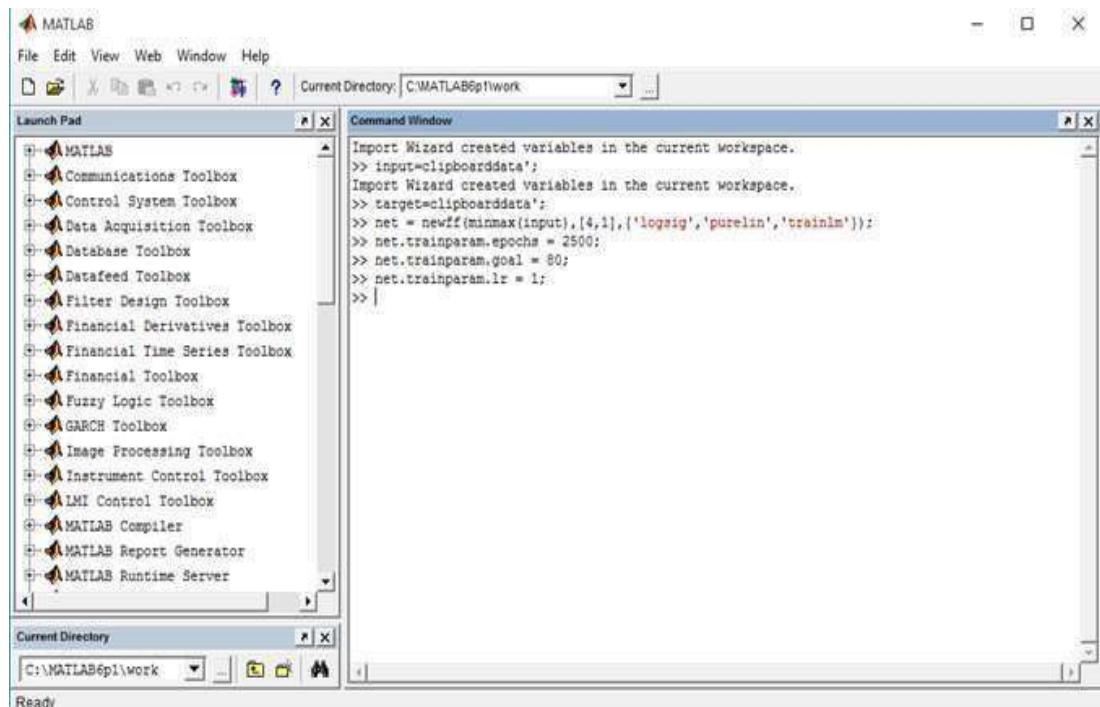 MATLAB
File Edit View Web Window Help
? Current Directory: C:\MATLAB6p1\work ...
Launch Pad
MATLAB
Communications Toolbox
Control System Toolbox
Data Acquisition Toolbox
Database Toolbox
Datafeed Toolbox
Filter Design Toolbox
Financial Derivatives Toolbox
Financial Time Series Toolbox
Financial Toolbox
Fuzzy Logic Toolbox
GARCH Toolbox
Image Processing Toolbox
Instrument Control Toolbox
LMI Control Toolbox
MATLAB Compiler
MATLAB Report Generator
MATLAB Runtime Server
Current Directory
C:\MATLAB6p1\work ...
Command Window
Import Wizard created variables in the current workspace.
>> input=clipboarddata';
Import Wizard created variables in the current workspace.
>> target=clipboarddata';
>> net = newff(minmax(input),[4,1],{'logsig','purelin','trainlm'});
>> net.trainparam.epochs = 2500;
>> net.trainparam.goal = 80;
>> net.trainparam.lr = 1;
>>
Ready